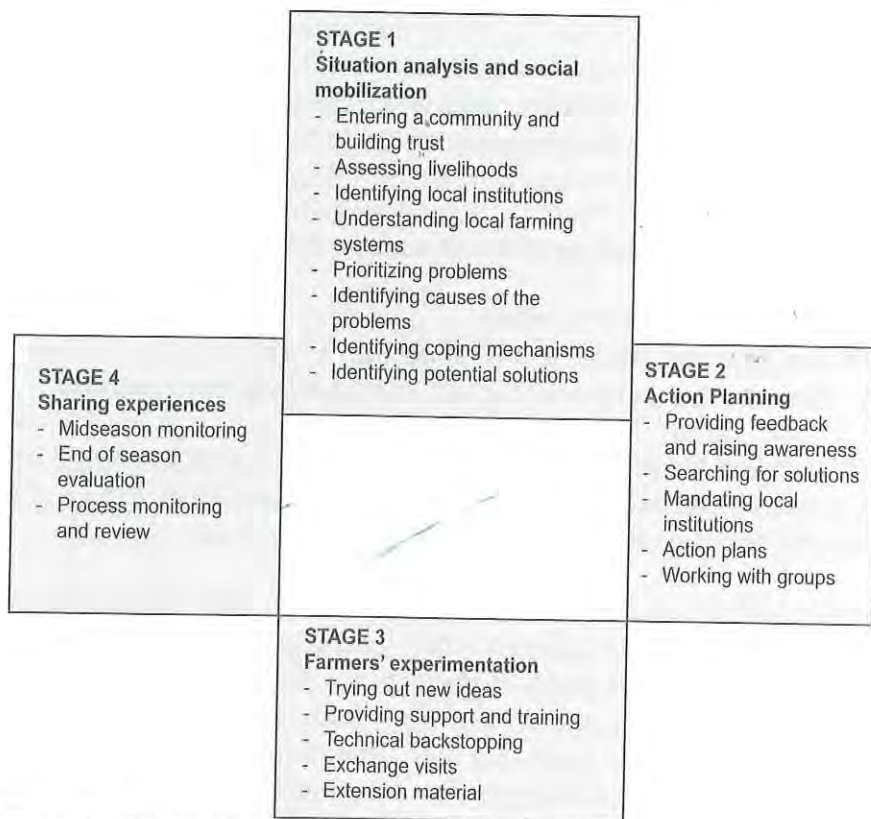 STAGE 1
Situation analysis and social
mobilization
- Entering a community and
building trust
- Assessing livelihoods
- Identifying local institutions
- Understanding local farming
systems
- Prioritizing problems
- Identifying causes of the
problems
- Identifying coping mechanisms
- Identifying potential solutions
STAGE 2
Action Planning
- Providing feedback
and raising awareness
- Searching for solutions
- Mandating local
institutions
- Action plans
- Working with groups
STAGE 3
Farmers' experimentation
- Trying out new ideas
- Providing support and training
- Technical backstopping
- Exchange visits
- Extension material
STAGE 4
Sharing experiences
- Midseason monitoring
- End of season
evaluation
- Process monitoring
and review